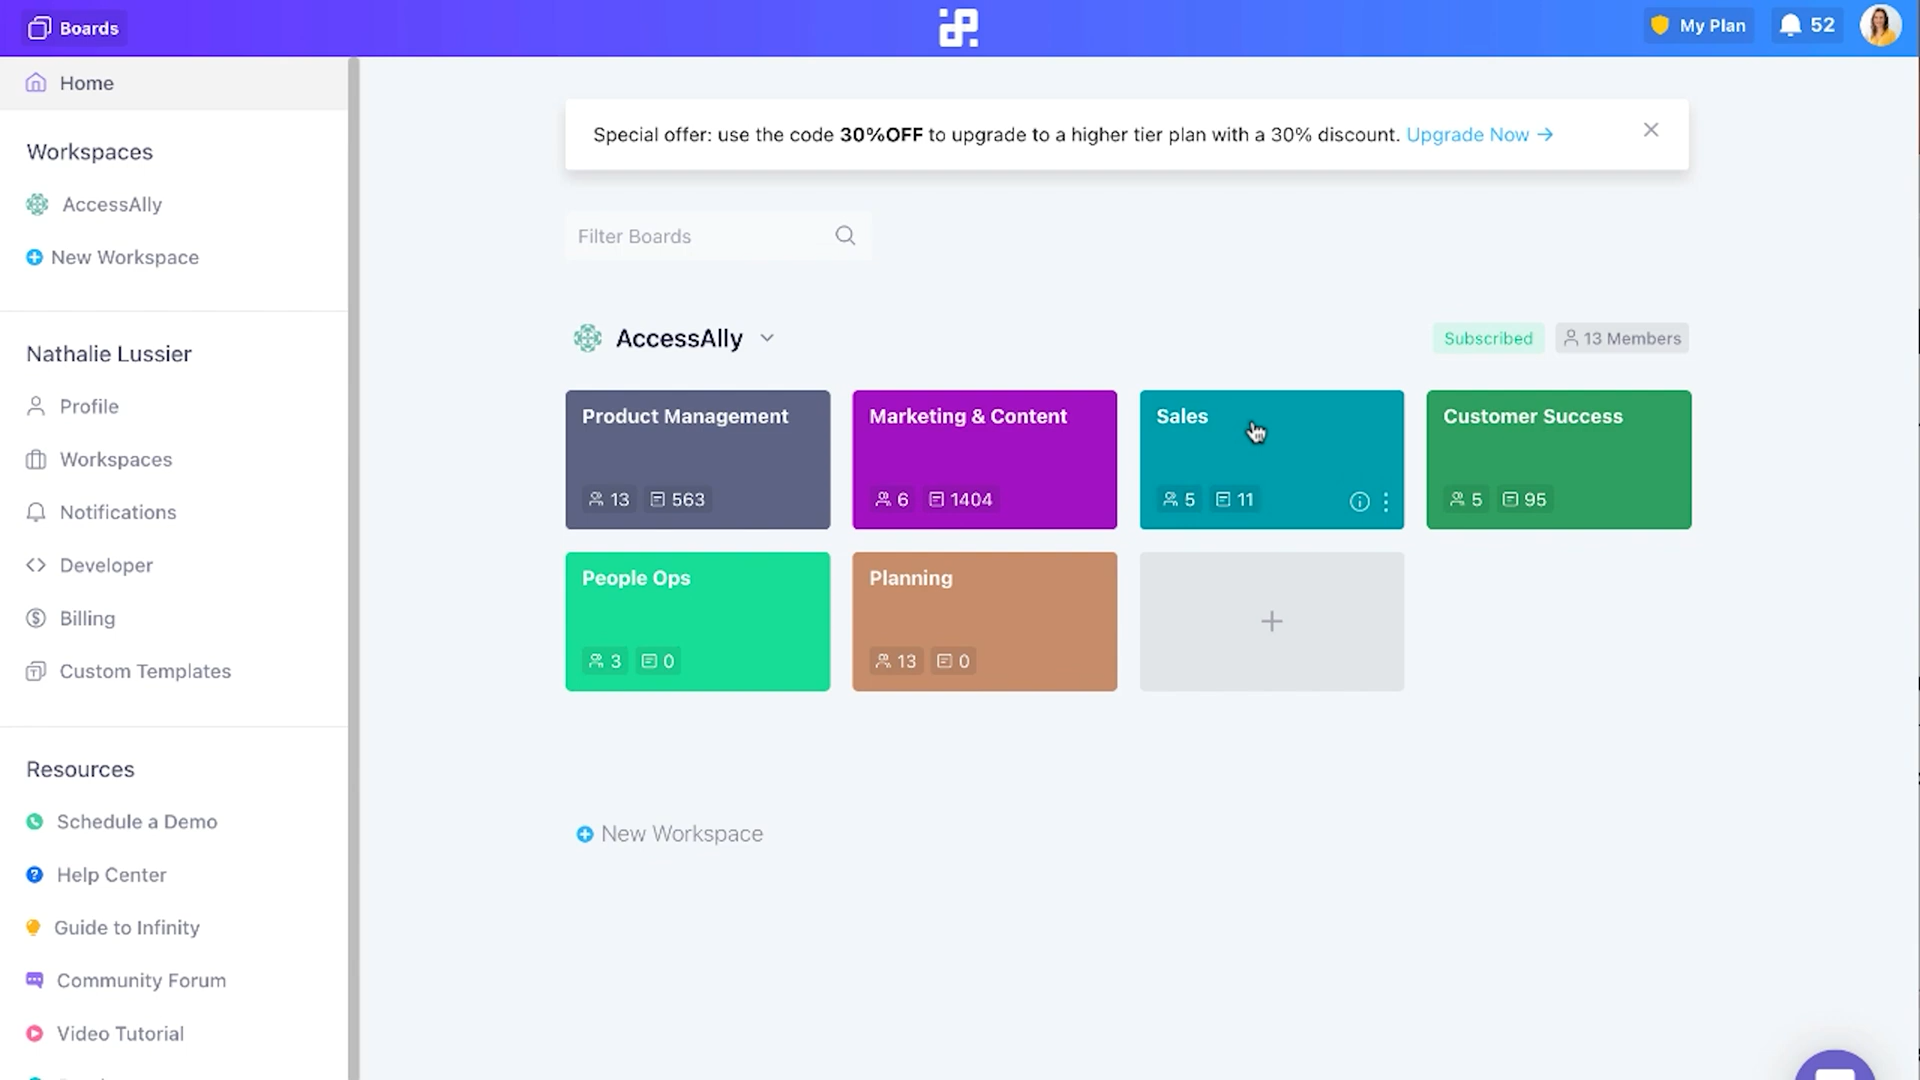 Boards
My Plan
52
Home
Workspaces
AccessAlly
New Workspace
Nathalie Lussier
Profile
Workspaces
Notifications
Developer
Billing
Custom Templates
Resources
Schedule a Demo
Help Center
Guide to Infinity
Community Forum
Video Tutorial
Special offer: use the code 30%OFF to upgrade to a higher tier plan with a 30% discount. Upgrade Now →
Filter Boards
AccessAlly
Subscribed
13 Members
Product Management
13 563
Marketing & Content
6 1404
Sales
5 11
Customer Success
5 95
People Ops
3 0
Planning
13 0
+
New Workspace